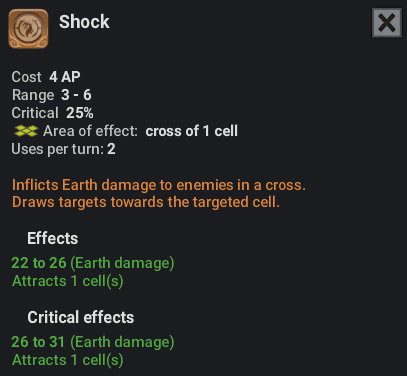 Shock
Cost 4 AP
Range 3 - 6
Critical 25%
Area of effect: cross of 1 cell
Uses per turn: 2
Inflicts Earth damage to enemies in a cross.
Draws targets towards the targeted cell.
Effects
22 to 26 (Earth damage)
Attracts 1 cell(s)
Critical effects
26 to 31 (Earth damage)
Attracts 1 cell(s)